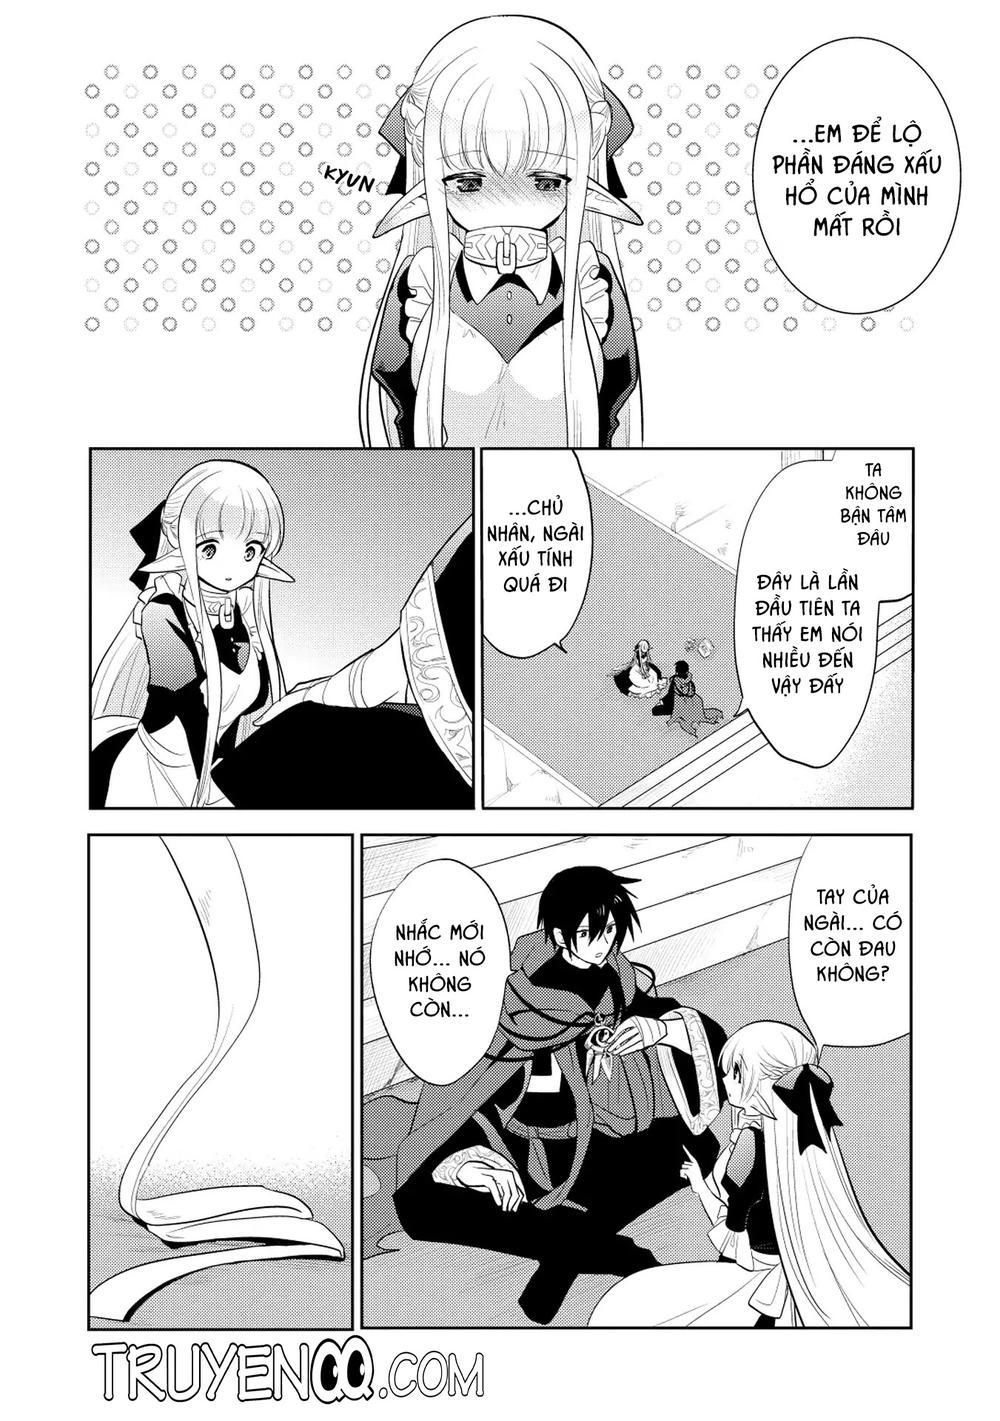 ...EM ĐỂ LỘ
PHẦN ĐÁNG XẤU
HỔ CỦA MÌNH
MẤT RỒI
KYUN
TA
KHÔNG
BẬN TÂM
ĐÂU
ĐÂY LÀ LẦN
ĐẦU TIÊN TA
THẤY EM NÓI
NHIỀU ĐẾN
VẬY ĐẤY
...CHỦ
NHÂN, NGÀI
XẤU TÍNH
QUÁ ĐI
TAY CỦA
NGÀI... CÓ
CÒN ĐAU
KHÔNG?
NHẮC MỚI
NHỚ... NÓ
KHÔNG
CÒN...
TRUYENQQ.COM